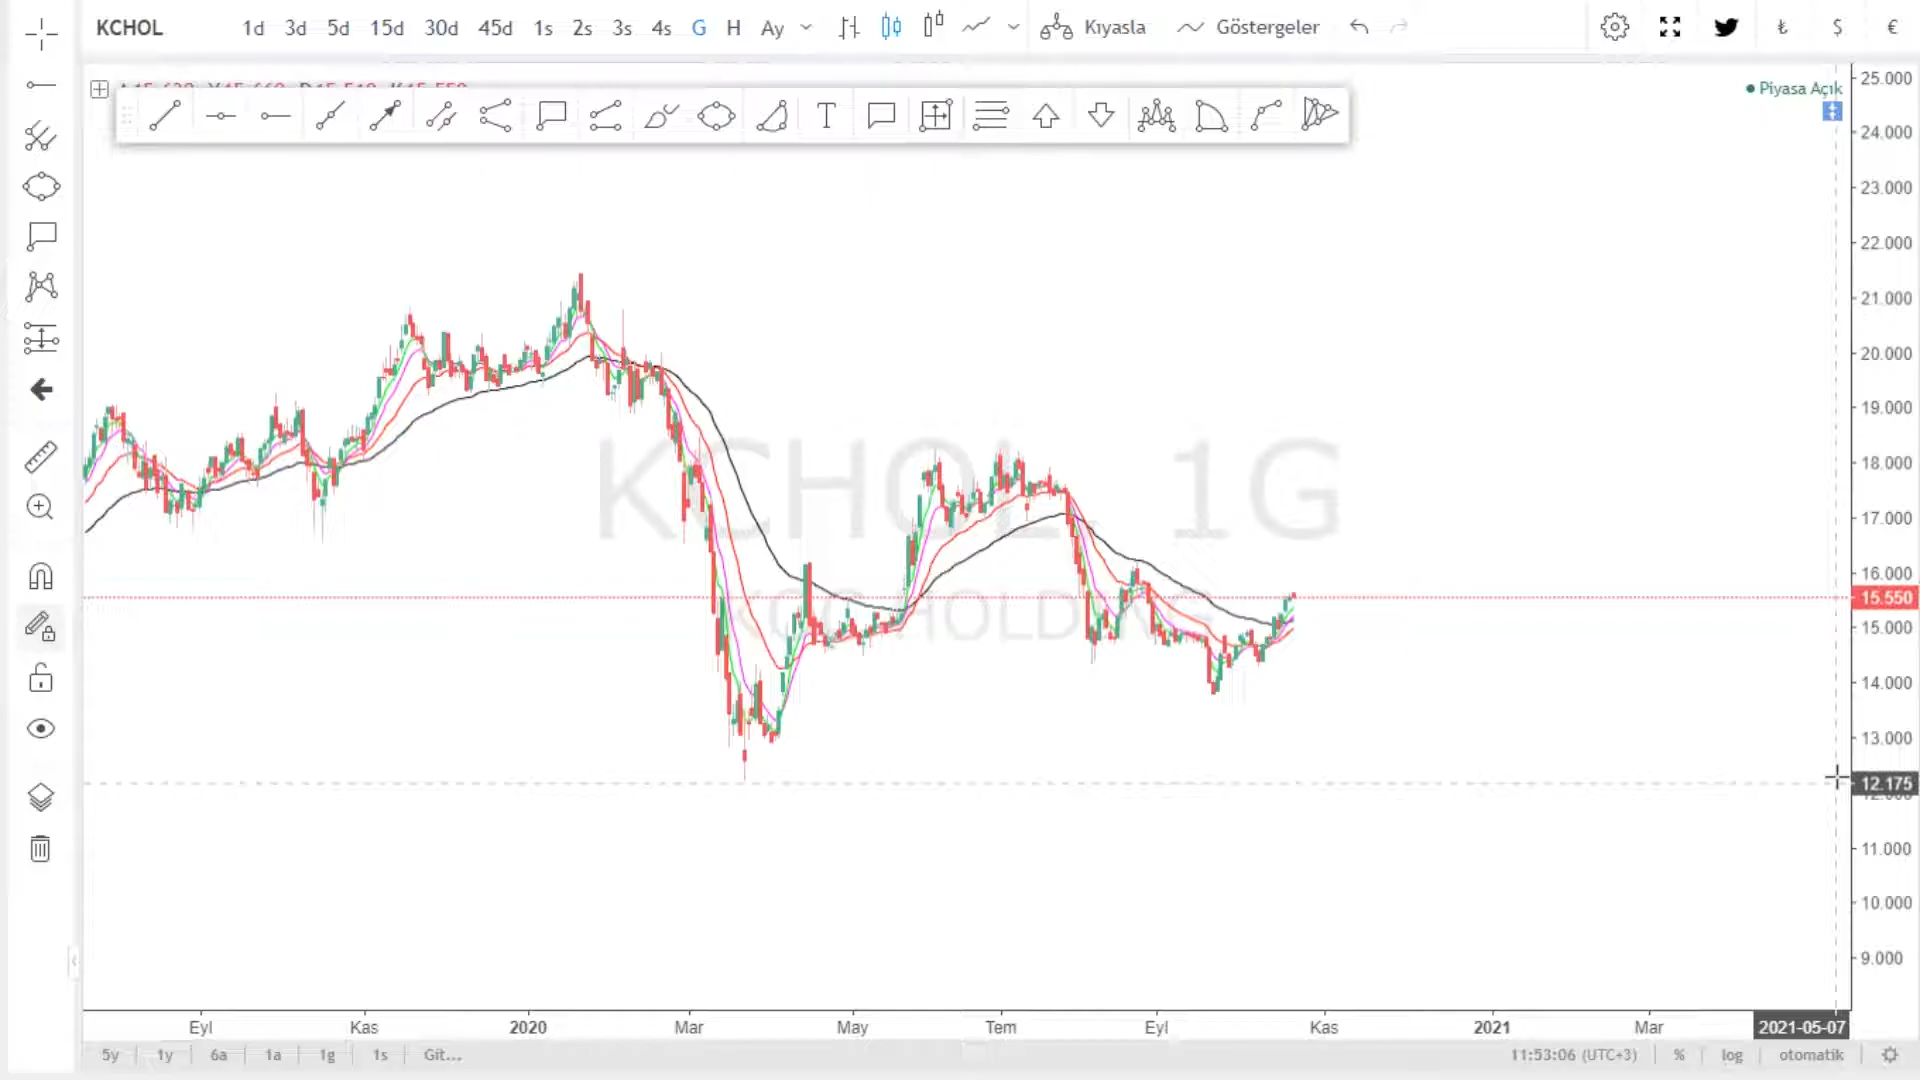 KCHOL 1d 3d 5d 15d 30d 45d 1s 2s 3s 4s G H Ay Kıyasla Göstergeler ₺ $ €
Piyasa Açık
T
25.000
24.000
23.000
22.000
21.000
20.000
19.000
18.000
17.000
16.000
15.550
15.000
14.000
13.000
12.175
11.000
10.000
9.000
KCHOL, 1G
KOC HOLDING
Eyl Kas 2020 Mar May Tem Eyl Kas 2021 Mar 2021-05-07
5y 1y 6a 1a 1g 1s Git... 11:53:06 (UTC+3) % log otomatik